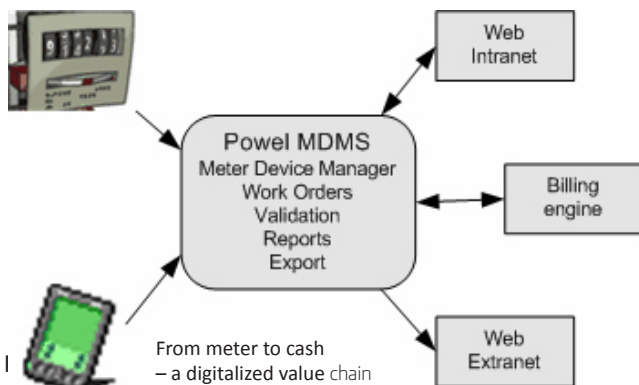 Web
Intranet
Powel MDMS
Meter Device Manager
Work Orders
Validation
Reports
Export
Billing
engine
Web
Extranet
From meter to cash
– a digitalized value chain